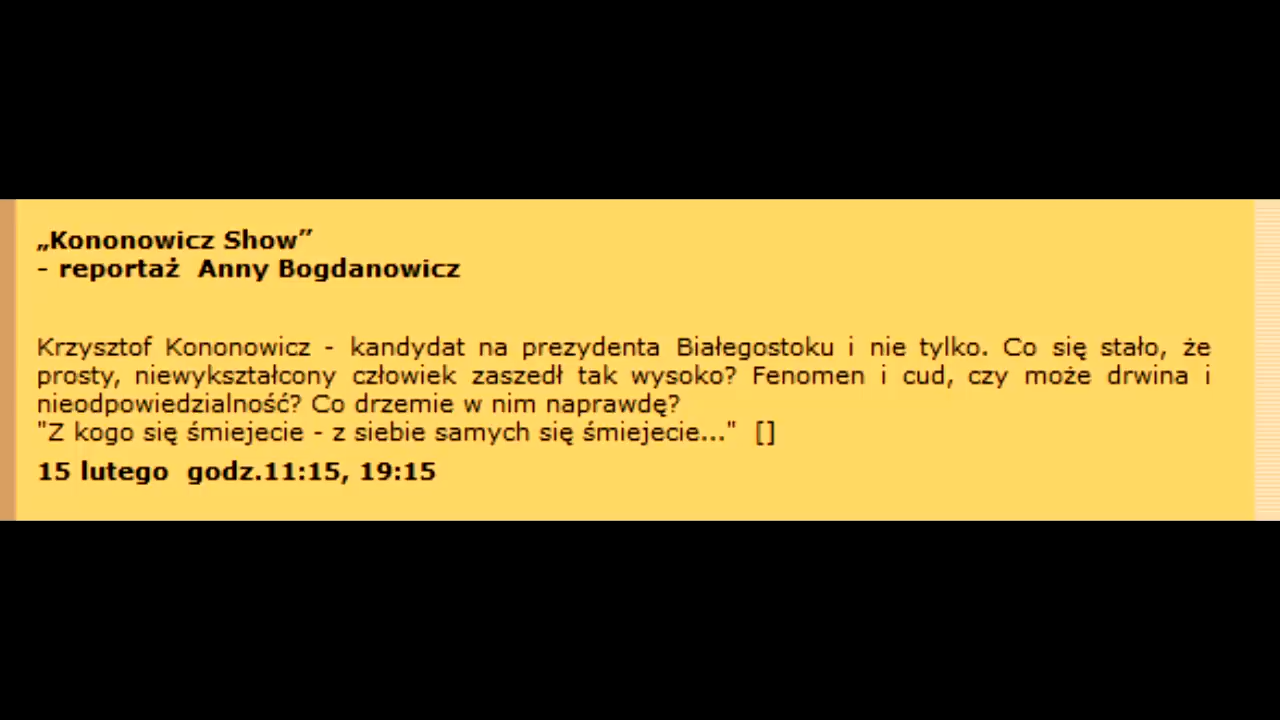 „Kononowicz Show”
- reportaż  Anny Bogdanowicz
Krzysztof Kononowicz - kandydat na prezydenta Białegostoku i nie tylko. Co się stało, że
prosty, niewykształcony człowiek zaszedł tak wysoko? Fenomen i cud, czy może drwina i
nieodpowiedzialność? Co drzemie w nim naprawdę?
"Z kogo się śmiejecie - z siebie samych się śmiejecie..."  []
15 lutego  godz.11:15, 19:15